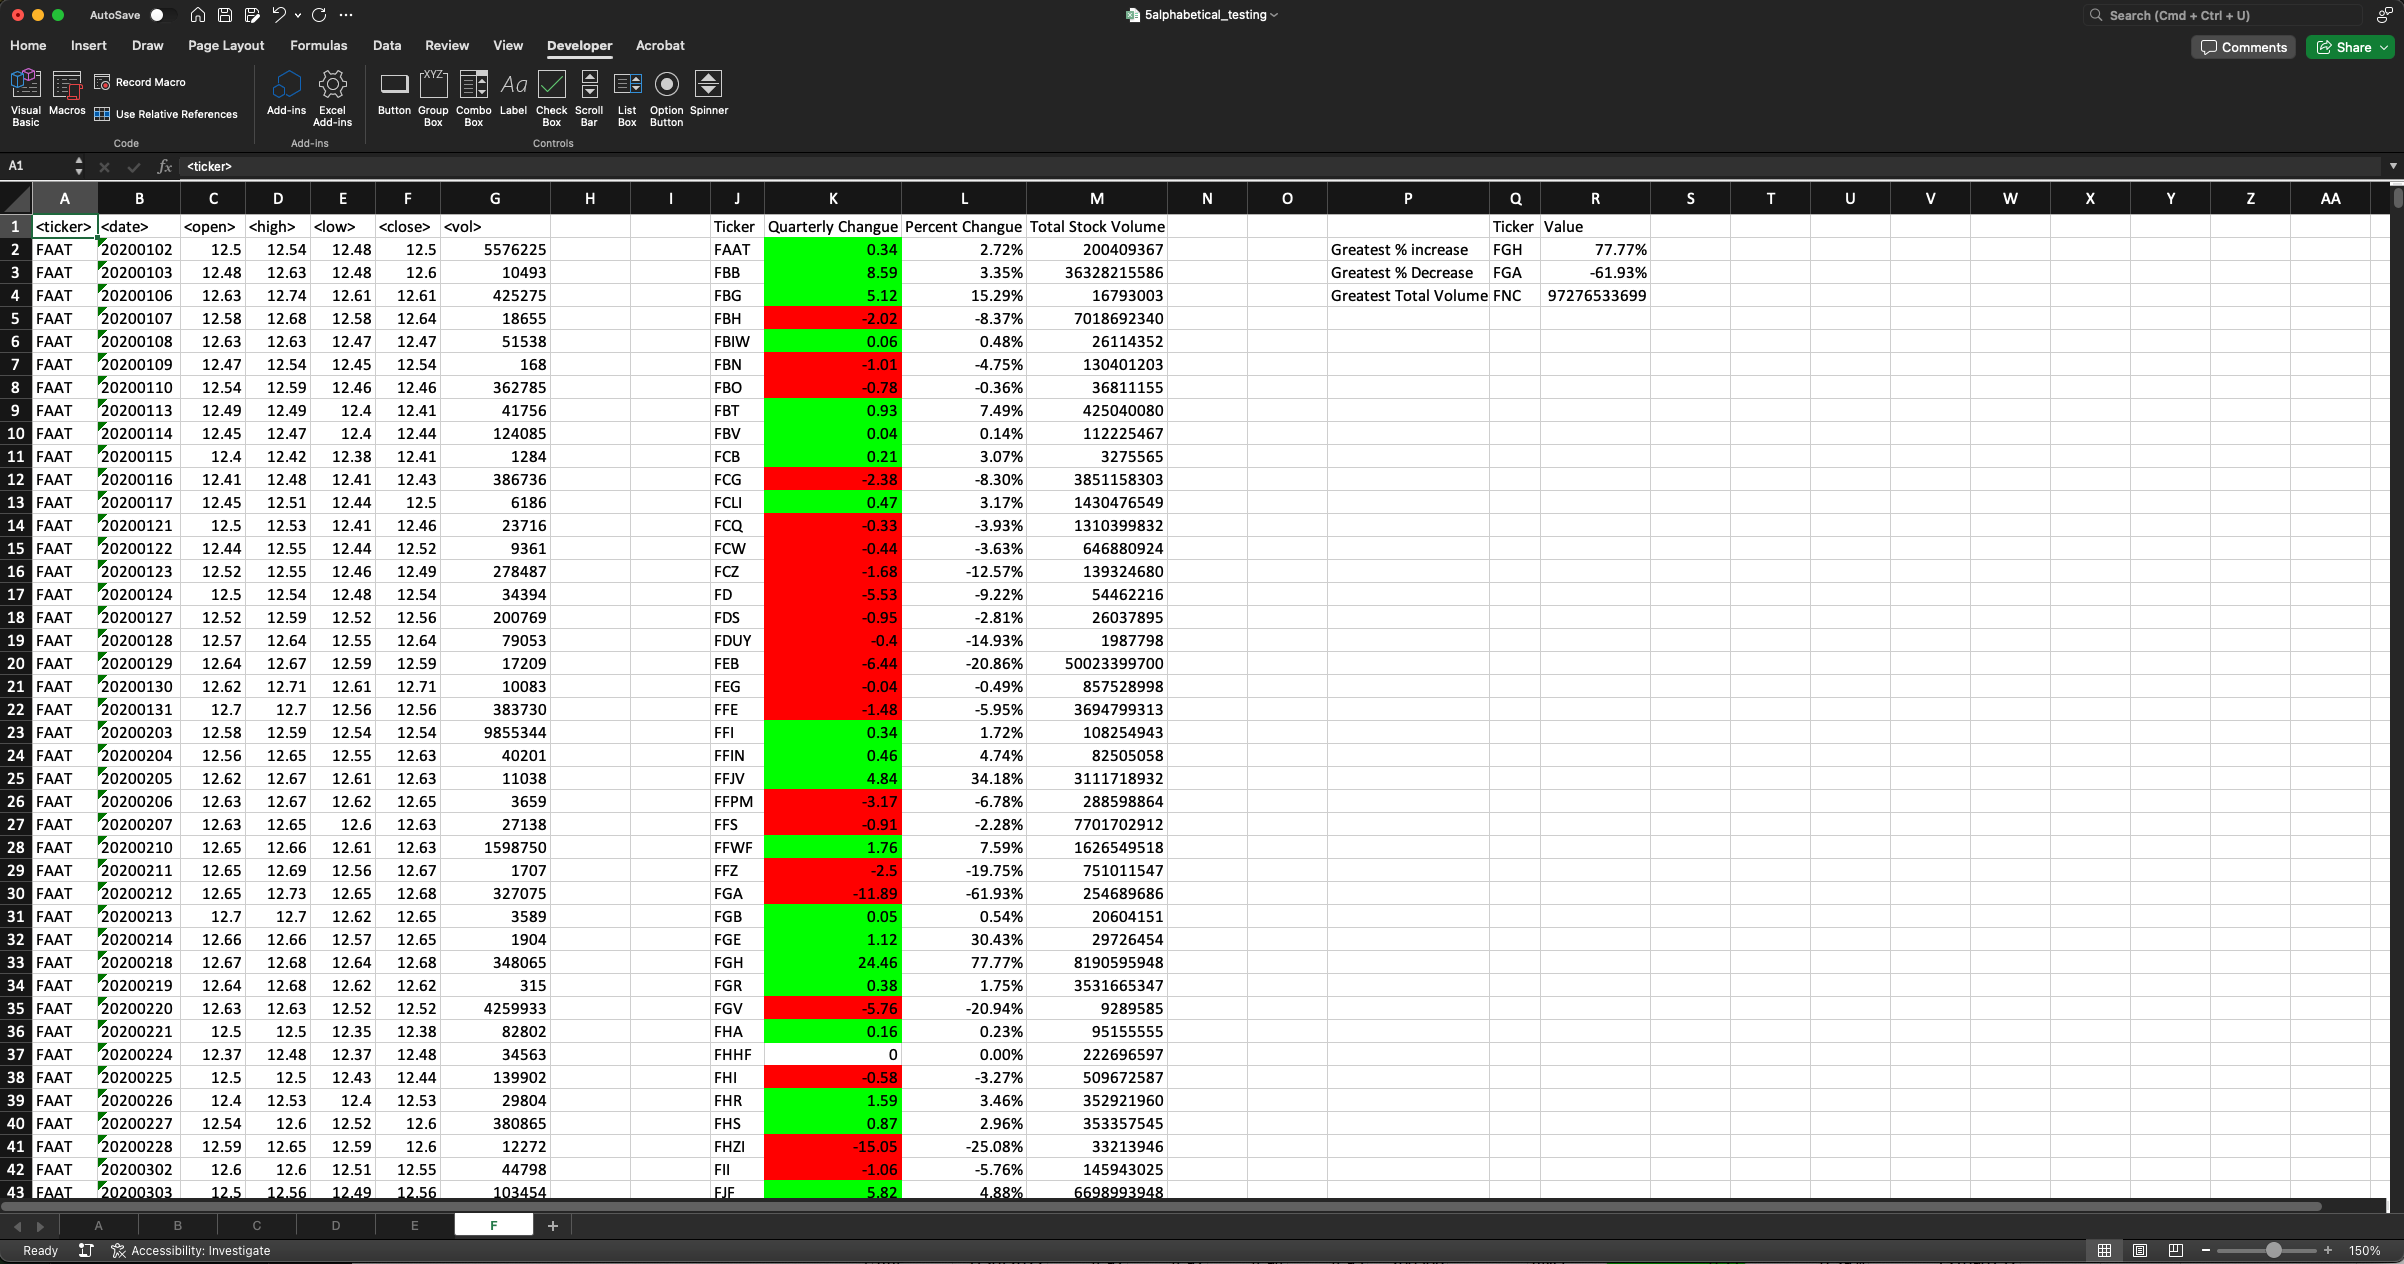 AutoSave
5alphabetical_testing
Search (Cmd + Ctrl + U)
Home Insert Draw Page Layout Formulas Data Review View Developer Acrobat
Comments Share
Visual Basic Macros Record Macro Use Relative References
Add-ins Excel Add-ins
Button Group Box Combo Box Label Check Box Scroll Bar List Box Option Button Spinner
Code Add-Ins Controls
A1 fx <ticker>
A B C D E F G H I J K L M N O P Q R S T U V W X Y Z AA
1 <ticker> <date> <open> <high> <low> <close> <vol> Ticker Quarterly Changue Percent Changue Total Stock Volume Ticker Value
2 FAAT 20200102 12.5 12.54 12.48 12.5 5576225 FAAT 0.34 2.72% 200409367 Greatest % increase FGH 77.77%
3 FAAT 20200103 12.48 12.63 12.48 12.6 10493 FBB 8.59 3.35% 36328215586 Greatest % Decrease FGA -61.93%
4 FAAT 20200106 12.63 12.74 12.61 12.61 425275 FBG 5.12 15.29% 16793003 Greatest Total Volume FNC 97276533699
5 FAAT 20200107 12.58 12.68 12.58 12.64 18655 FBH -2.02 -8.37% 7018692340
6 FAAT 20200108 12.63 12.63 12.47 12.47 51538 FBIW 0.06 0.48% 26114352
7 FAAT 20200109 12.47 12.54 12.45 12.54 168 FBN -1.01 -4.75% 130401203
8 FAAT 20200110 12.54 12.59 12.46 12.46 362785 FBO -0.78 -0.36% 36811155
9 FAAT 20200113 12.49 12.49 12.4 12.41 41756 FBT 0.93 7.49% 425040080
10 FAAT 20200114 12.45 12.47 12.4 12.44 124085 FBV 0.04 0.14% 112225467
11 FAAT 20200115 12.4 12.42 12.38 12.41 1284 FCB 0.21 3.07% 3275565
12 FAAT 20200116 12.41 12.48 12.41 12.43 386736 FCG -2.38 -8.30% 3851158303
13 FAAT 20200117 12.45 12.51 12.44 12.5 6186 FCLI 0.47 3.17% 1430476549
14 FAAT 20200121 12.5 12.53 12.41 12.46 23716 FCQ -0.33 -3.93% 1310399832
15 FAAT 20200122 12.44 12.55 12.44 12.52 9361 FCW -0.44 -3.63% 646880924
16 FAAT 20200123 12.52 12.55 12.46 12.49 278487 FCZ -1.68 -12.57% 139324680
17 FAAT 20200124 12.5 12.54 12.48 12.54 34394 FD -5.53 -9.22% 54462216
18 FAAT 20200127 12.52 12.59 12.52 12.56 200769 FDS -0.95 -2.81% 26037895
19 FAAT 20200128 12.57 12.64 12.55 12.64 79053 FDUY -0.4 -14.93% 1987798
20 FAAT 20200129 12.64 12.67 12.59 12.59 17209 FEB -6.44 -20.86% 50023399700
21 FAAT 20200130 12.62 12.71 12.61 12.71 10083 FEG -0.04 -0.49% 857528998
22 FAAT 20200131 12.7 12.7 12.56 12.56 383730 FFE -1.48 -5.95% 3694799313
23 FAAT 20200203 12.58 12.59 12.54 12.54 9855344 FFI 0.34 1.72% 108254943
24 FAAT 20200204 12.56 12.65 12.55 12.63 40201 FFIN 0.46 4.74% 82505058
25 FAAT 20200205 12.62 12.67 12.61 12.63 11038 FFJV 4.84 34.18% 3111718932
26 FAAT 20200206 12.63 12.67 12.62 12.65 3659 FFPM -3.17 -6.78% 288598864
27 FAAT 20200207 12.63 12.65 12.6 12.63 27138 FFS -0.91 -2.28% 7701702912
28 FAAT 20200210 12.65 12.66 12.61 12.63 1598750 FFWF 1.76 7.59% 1626549518
29 FAAT 20200211 12.65 12.69 12.56 12.67 1707 FFZ -2.5 -19.75% 751011547
30 FAAT 20200212 12.65 12.73 12.65 12.68 327075 FGA -11.89 -61.93% 254689686
31 FAAT 20200213 12.7 12.7 12.62 12.65 3589 FGB 0.05 0.54% 20604151
32 FAAT 20200214 12.66 12.66 12.57 12.65 1904 FGE 1.12 30.43% 29726454
33 FAAT 20200218 12.67 12.68 12.64 12.68 348065 FGH 24.46 77.77% 8190595948
34 FAAT 20200219 12.64 12.68 12.62 12.62 315 FGR 0.38 1.75% 3531665347
35 FAAT 20200220 12.63 12.63 12.52 12.52 4259933 FGV -5.76 -20.94% 9289585
36 FAAT 20200221 12.5 12.5 12.35 12.38 82802 FHA 0.16 0.23% 95155555
37 FAAT 20200224 12.37 12.48 12.37 12.48 34563 FHHF 0 0.00% 222696597
38 FAAT 20200225 12.5 12.5 12.43 12.44 139902 FHI -0.58 -3.27% 509672587
39 FAAT 20200226 12.4 12.53 12.4 12.53 29804 FHR 1.59 3.46% 352921960
40 FAAT 20200227 12.54 12.6 12.52 12.6 380865 FHS 0.87 2.96% 353357545
41 FAAT 20200228 12.59 12.65 12.59 12.6 12272 FHZI -15.05 -25.08% 33213946
42 FAAT 20200302 12.6 12.6 12.51 12.55 44798 FII -1.06 -5.76% 145943025
43 FAAT 20200303 12.5 12.56 12.49 12.56 103454 FJF 5.82 4.88% 6698993948
A B C D E F +
Ready Accessibility: Investigate 150%